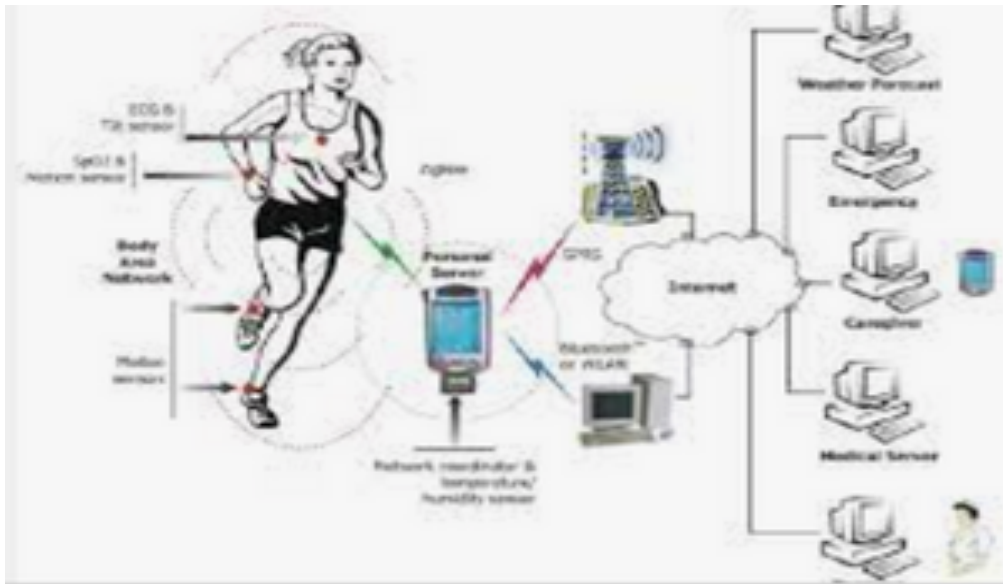 ECG &
Tilt sensor
SpO2 &
Motion sensor
Body
Area
Network
Motion
sensors
ZigBee
Personal
Server
GPRS
Bluetooth™
or WLAN
Network coordinator &
temperature/
humidity sensor
Internet
Weather Forecast
Emergency
Caregiver
Medical Server